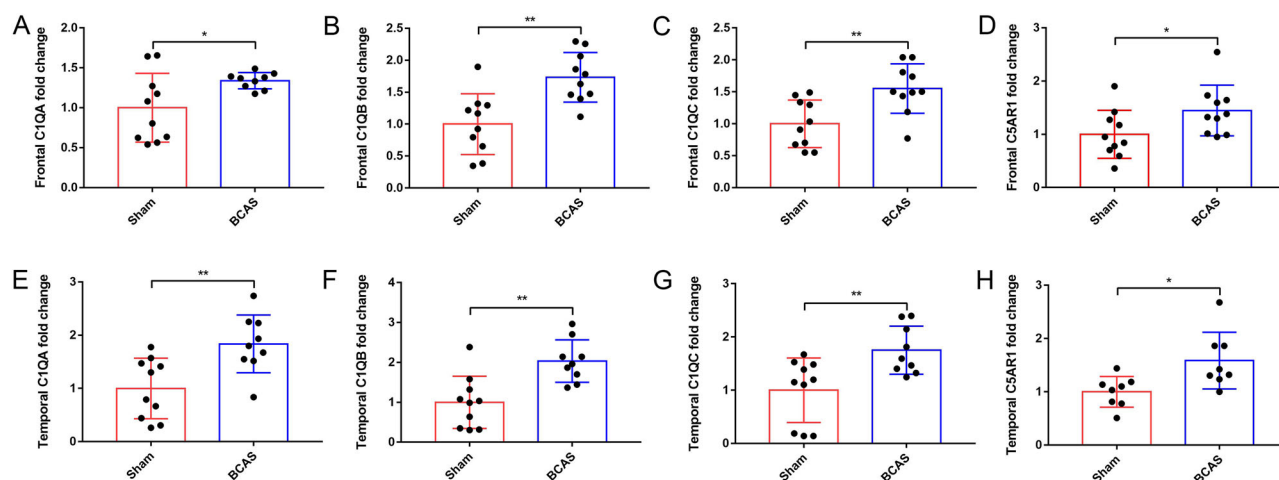 A
Frontal C1QA fold change
2.0
1.5
1.0
0.5
0.0
*
Sham
BCAS
B
Frontal C1QB fold change
2.5
2.0
1.5
1.0
0.5
0.0
**
Sham
BCAS
C
Frontal C1QC fold change
2.5
2.0
1.5
1.0
0.5
0.0
**
Sham
BCAS
D
Frontal C5AR1 fold change
3
2
1
0
*
Sham
BCAS
E
Temporal C1QA fold change
3
2
1
0
**
Sham
BCAS
F
Temporal C1QB fold change
4
3
2
1
0
**
Sham
BCAS
G
Temporal C1QC fold change
3
2
1
0
**
Sham
BCAS
H
Temporal C5AR1 fold change
3
2
1
0
*
Sham
BCAS